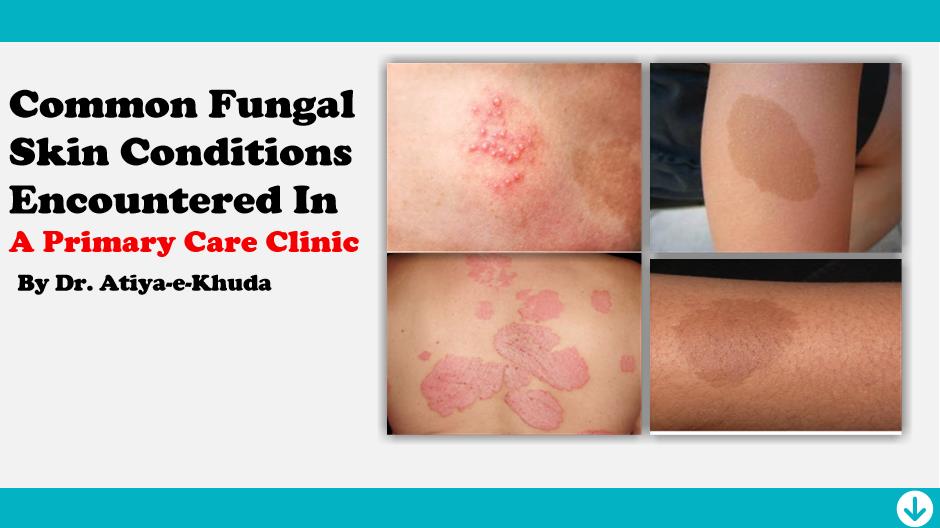 Common Fungal
Skin Conditions
Encountered In
A Primary Care Clinic
By Dr. Atiya-e-Khuda